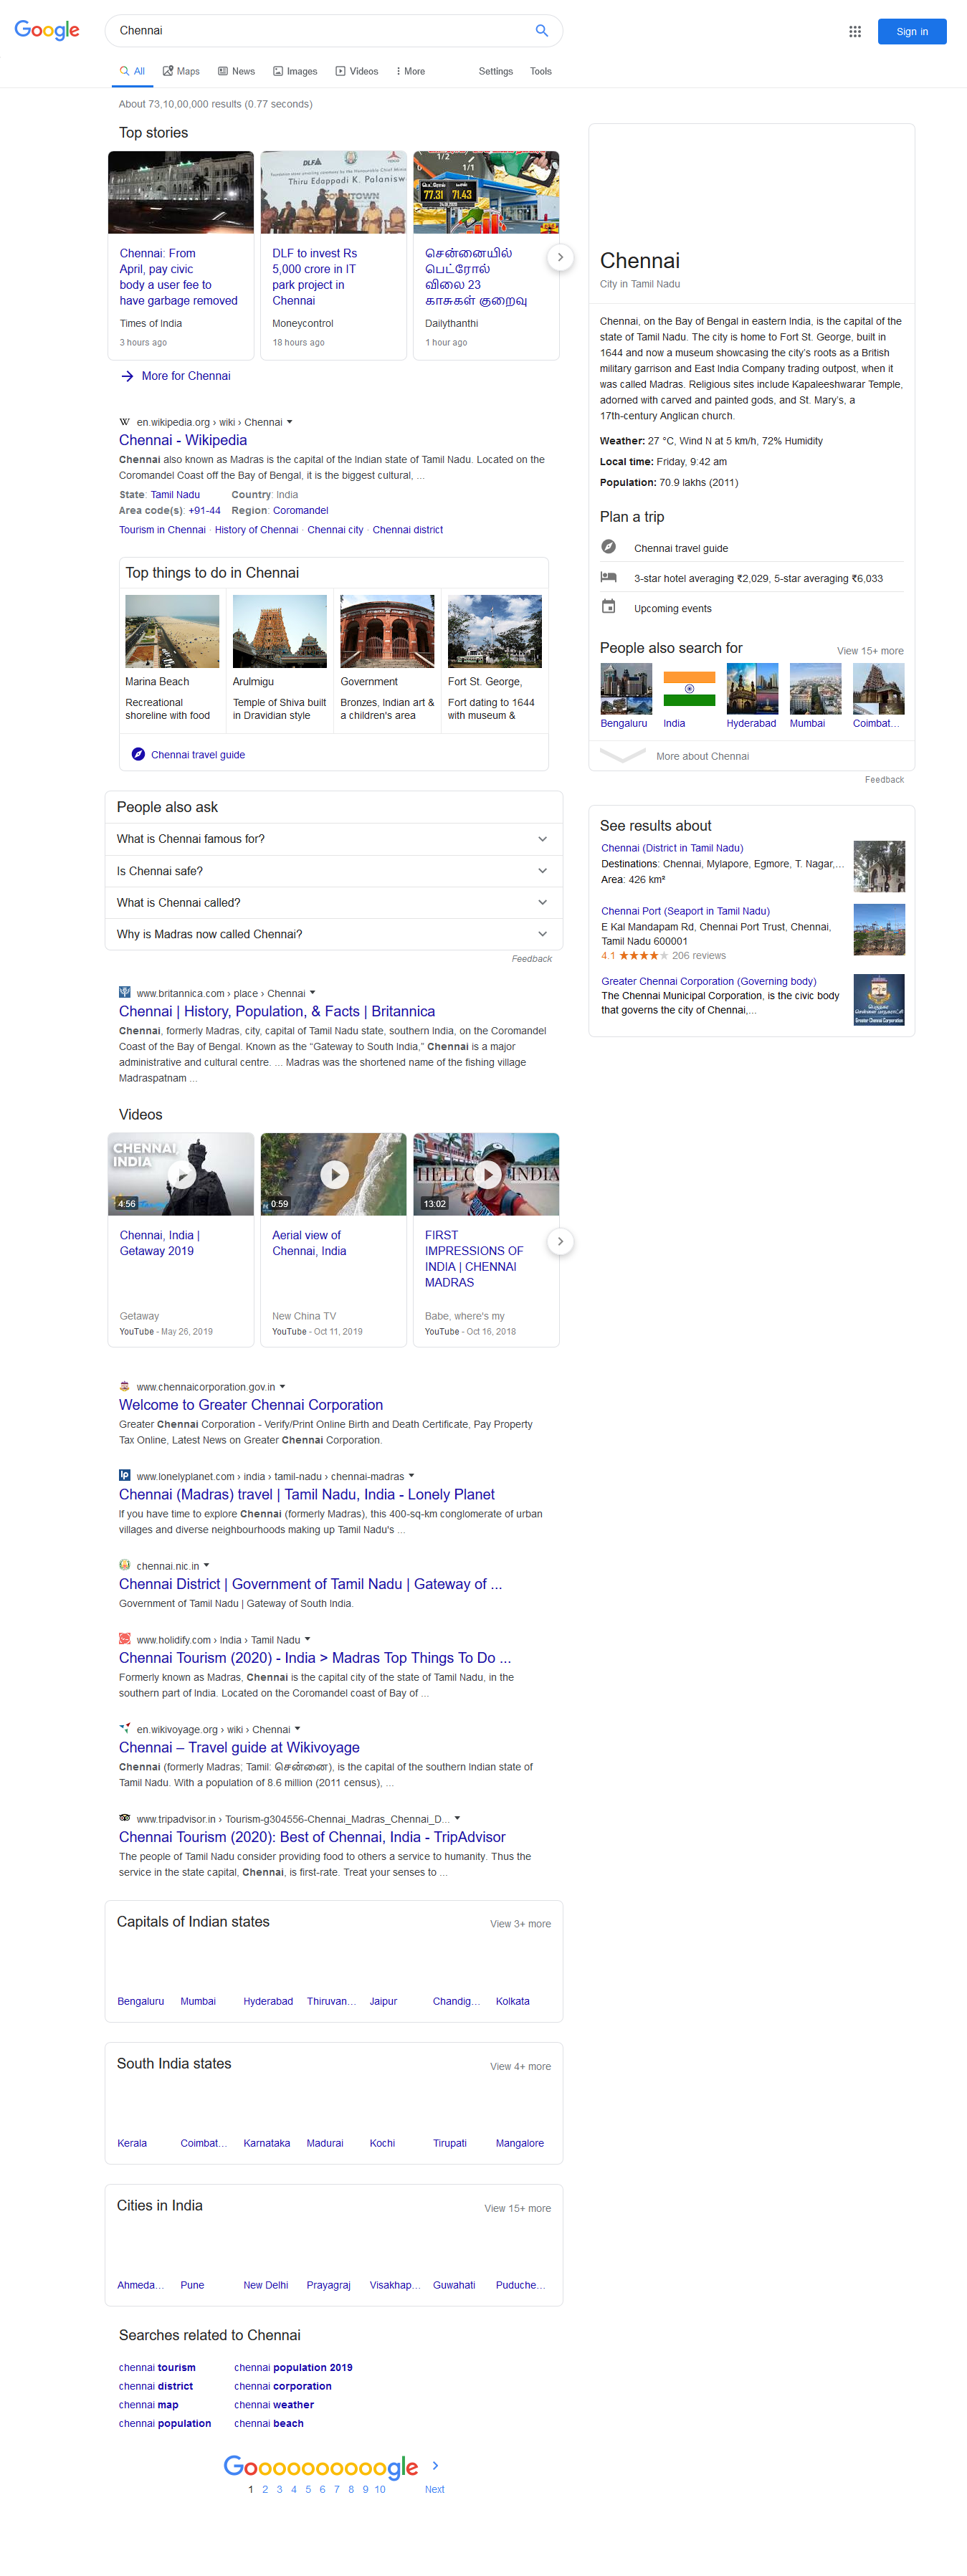 Google
Chennai
Sign in
All
Maps
News
Images
Videos
More
Settings
Tools
About 73,10,00,000 results (0.77 seconds)
Top stories
DLF
Thiru Edappadi K. Palanisw
DOWNTOWN
1/2
1/1
பெட்ரோல்
டீசல்
77.31
71.43
Chennai: From
April, pay civic
body a user fee to
have garbage removed
Times of India
3 hours ago
DLF to invest Rs
5,000 crore in IT
park project in
Chennai
Moneycontrol
18 hours ago
சென்னையில்
பெட்ரோல்
விலை 23
காசுகள் குறைவு
Dailythanthi
1 hour ago
More for Chennai
W en.wikipedia.org › wiki › Chennai
Chennai - Wikipedia
Chennai also known as Madras is the capital of the Indian state of Tamil Nadu. Located on the
Coromandel Coast off the Bay of Bengal, it is the biggest cultural, ...
State: Tamil Nadu Country: India
Area code(s): +91-44 Region: Coromandel
Tourism in Chennai · History of Chennai · Chennai city · Chennai district
Top things to do in Chennai
Marina Beach
Recreational
shoreline with food
Arulmigu
Temple of Shiva built
in Dravidian style
Government
Bronzes, Indian art &
a children's area
Fort St. George,
Fort dating to 1644
with museum &
Chennai travel guide
People also ask
What is Chennai famous for?
Is Chennai safe?
What is Chennai called?
Why is Madras now called Chennai?
Feedback
www.britannica.com › place › Chennai
Chennai | History, Population, & Facts | Britannica
Chennai, formerly Madras, city, capital of Tamil Nadu state, southern India, on the Coromandel
Coast of the Bay of Bengal. Known as the “Gateway to South India,” Chennai is a major
administrative and cultural centre. ... Madras was the shortened name of the fishing village
Madraspatnam ...
Videos
CHENNAI,
INDIA
4:56
0:59
HELLO INDIA
13:02
Chennai, India |
Getaway 2019
Getaway
YouTube - May 26, 2019
Aerial view of
Chennai, India
New China TV
YouTube - Oct 11, 2019
FIRST
IMPRESSIONS OF
INDIA | CHENNAI
MADRAS
Babe, where's my
YouTube - Oct 16, 2018
www.chennaicorporation.gov.in
Welcome to Greater Chennai Corporation
Greater Chennai Corporation - Verify/Print Online Birth and Death Certificate, Pay Property
Tax Online, Latest News on Greater Chennai Corporation.
lp www.lonelyplanet.com › india › tamil-nadu › chennai-madras
Chennai (Madras) travel | Tamil Nadu, India - Lonely Planet
If you have time to explore Chennai (formerly Madras), this 400-sq-km conglomerate of urban
villages and diverse neighbourhoods making up Tamil Nadu's ...
chennai.nic.in
Chennai District | Government of Tamil Nadu | Gateway of ...
Government of Tamil Nadu | Gateway of South India.
www.holidify.com › India › Tamil Nadu
Chennai Tourism (2020) - India > Madras Top Things To Do ...
Formerly known as Madras, Chennai is the capital city of the state of Tamil Nadu, in the
southern part of India. Located on the Coromandel coast of Bay of ...
en.wikivoyage.org › wiki › Chennai
Chennai – Travel guide at Wikivoyage
Chennai (formerly Madras; Tamil: சென்னை), is the capital of the southern Indian state of
Tamil Nadu. With a population of 8.6 million (2011 census), ...
www.tripadvisor.in › Tourism-g304556-Chennai_Madras_Chennai_D...
Chennai Tourism (2020): Best of Chennai, India - TripAdvisor
The people of Tamil Nadu consider providing food to others a service to humanity. Thus the
service in the state capital, Chennai, is first-rate. Treat your senses to ...
Capitals of Indian states
View 3+ more
Bengaluru Mumbai Hyderabad Thiruvan... Jaipur Chandig... Kolkata
South India states
View 4+ more
Kerala Coimbat... Karnataka Madurai Kochi Tirupati Mangalore
Cities in India
View 15+ more
Ahmeda... Pune New Delhi Prayagraj Visakhap... Guwahati Puduche...
Searches related to Chennai
chennai tourism
chennai district
chennai map
chennai population
chennai population 2019
chennai corporation
chennai weather
chennai beach
Goooooooooogle
1 2 3 4 5 6 7 8 9 10 Next
Chennai
City in Tamil Nadu
Chennai, on the Bay of Bengal in eastern India, is the capital of the
state of Tamil Nadu. The city is home to Fort St. George, built in
1644 and now a museum showcasing the city’s roots as a British
military garrison and East India Company trading outpost, when it
was called Madras. Religious sites include Kapaleeshwarar Temple,
adorned with carved and painted gods, and St. Mary’s, a
17th-century Anglican church.
Weather: 27 °C, Wind N at 5 km/h, 72% Humidity
Local time: Friday, 9:42 am
Population: 70.9 lakhs (2011)
Plan a trip
Chennai travel guide
3-star hotel averaging ₹2,029, 5-star averaging ₹6,033
Upcoming events
People also search for
View 15+ more
Bengaluru India Hyderabad Mumbai Coimbat...
More about Chennai
Feedback
See results about
Chennai (District in Tamil Nadu)
Destinations: Chennai, Mylapore, Egmore, T. Nagar,...
Area: 426 km²
Chennai Port (Seaport in Tamil Nadu)
E Kal Mandapam Rd, Chennai Port Trust, Chennai,
Tamil Nadu 600001
4.1 206 reviews
Greater Chennai Corporation (Governing body)
The Chennai Municipal Corporation, is the civic body
that governs the city of Chennai,...
Greater Chennai Corporation